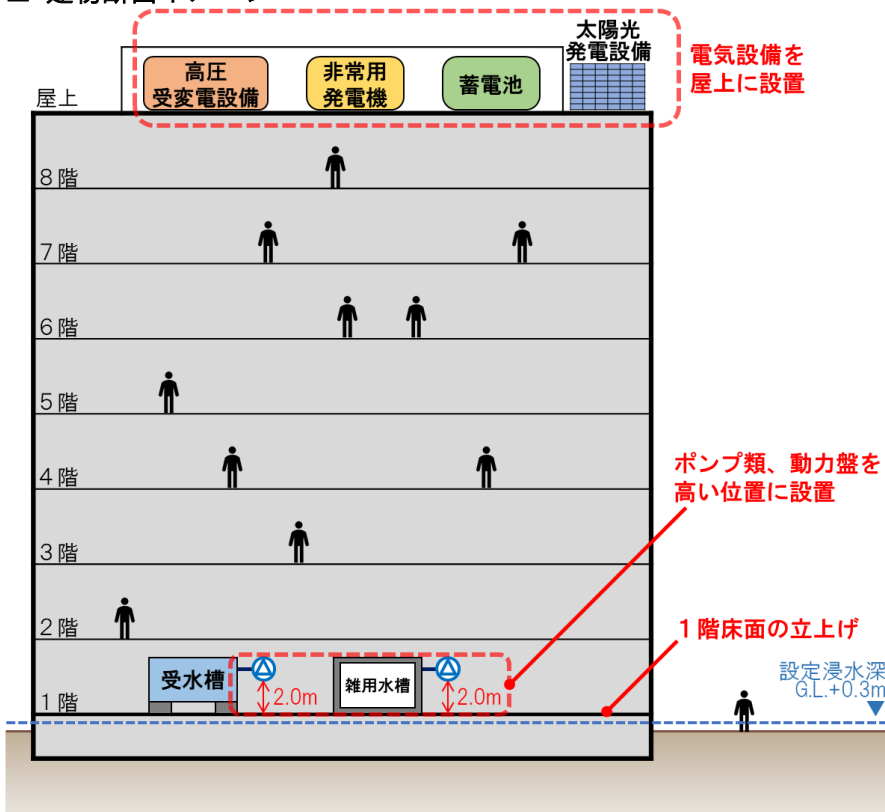 太陽光
発電設備
高圧
受変電設備
非常用
発電機
蓄電池
電気設備を
屋上に設置
屋上
8階
7階
6階
5階
4階
ポンプ類、動力盤を
高い位置に設置
3階
2階
1階床面の立上げ
受水槽
2.0m
雑用水槽
2.0m
設定浸水深
G.L.+0.3m
1階